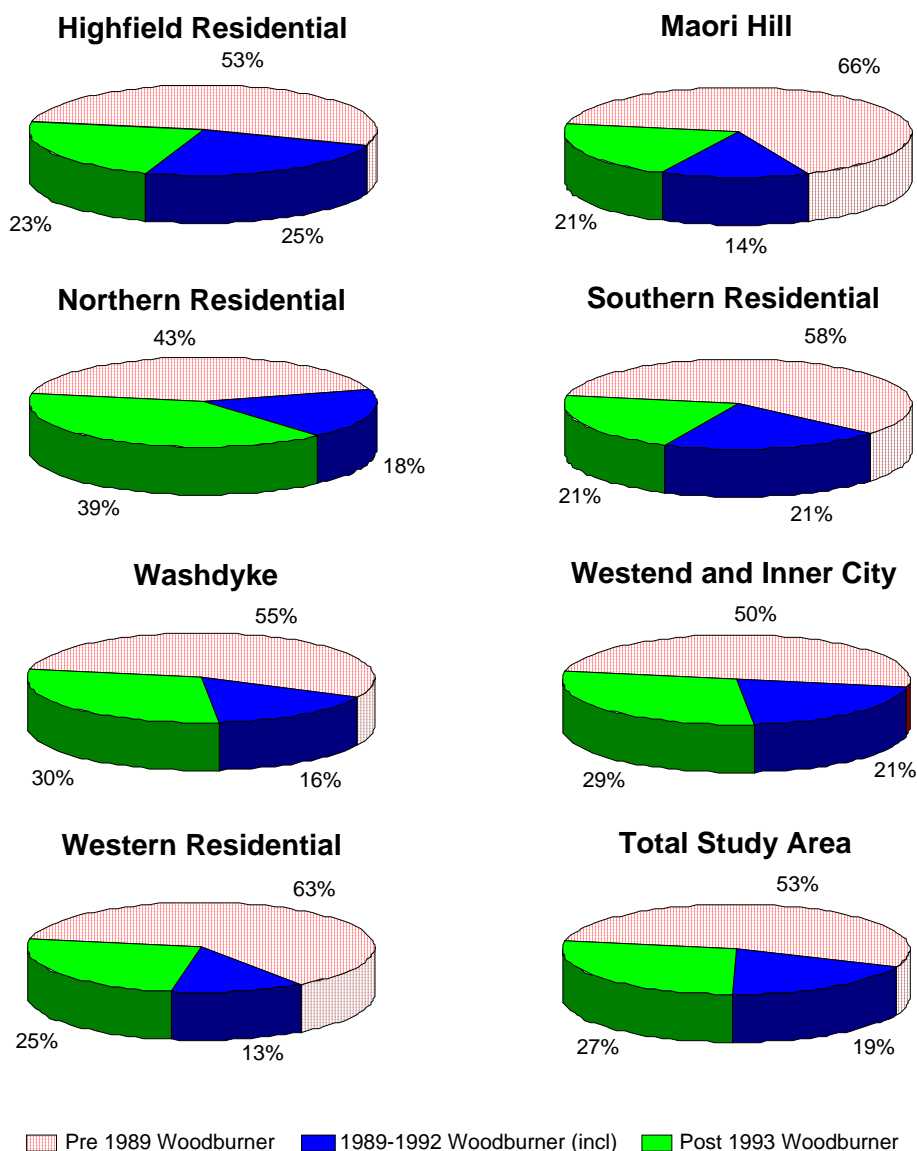 Highfield Residential
53%
23%
25%
Maori Hill
66%
21%
14%
Northern Residential
43%
18%
39%
Southern Residential
58%
21%
21%
Washdyke
55%
30%
16%
Westend and Inner City
50%
29%
21%
Western Residential
63%
25%
13%
Total Study Area
53%
27%
19%
Pre 1989 Woodburner 1989-1992 Woodburner (incl) Post 1993 Woodburner